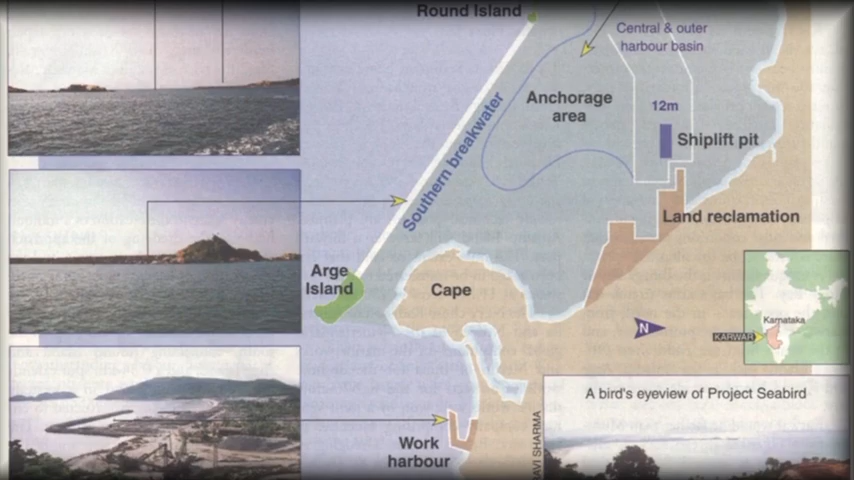 Round Island
Central & outer
harbour basin
Anchorage
area
12m
Shiplift pit
Southern breakwater
Land reclamation
Arge
Island
Cape
N
Karnataka
KARWAR
A bird's eyeview of Project Seabird
Work
harbour
AVI SHARMA